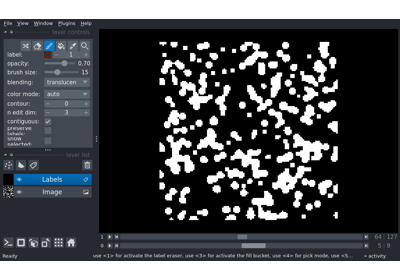 File View Window Plugins Help
layer controls
label: 1
opacity: 0.70
brush size: 15
blending: translucen
color mode: auto
contour: 0
n edit dim: 3
contiguous:
preserve labels:
show selected:
layer list
Labels
Image
1 64 127
0 5 9
Ready use <1> for activate the label eraser, use <3> for activate the fill bucket, use <4> for pick mode, use <5... activity